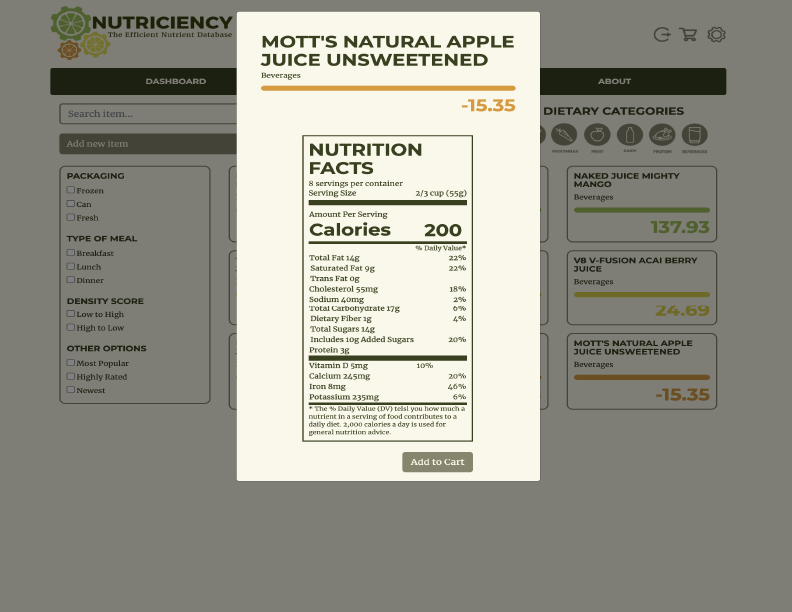 NUTRICIENCY
The Efficient Nutrient Database
DASHBOARD
ABOUT
Search item...
Add new item
DIETARY CATEGORIES
VEGETABLES
FRUIT
DAIRY
PROTEIN
BEVERAGES
PACKAGING
Frozen
Can
Fresh
TYPE OF MEAL
Breakfast
Lunch
Dinner
DENSITY SCORE
Low to High
High to Low
OTHER OPTIONS
Most Popular
Highly Rated
Newest
MOTT'S NATURAL APPLE
JUICE UNSWEETENED
Beverages
-15.35
NUTRITION
FACTS
8 servings per container
Serving Size 2/3 cup (55g)
Amount Per Serving
Calories 200
% Daily Value*
Total Fat 14g 22%
Saturated Fat 9g 22%
Trans Fat 0g
Cholesterol 55mg 18%
Sodium 40mg 2%
Total Carbohydrate 17g 6%
Dietary Fiber 1g 4%
Total Sugars 14g
Includes 10g Added Sugars 20%
Protein 3g
Vitamin D 5mg 10%
Calcium 245mg 20%
Iron 8mg 46%
Potassium 235mg 6%
* The % Daily Value (DV) telsl you how much a
nutrient in a serving of food contributes to a
daily diet. 2,000 calories a day is used for
general nutrition advice.
Add to Cart
NAKED JUICE MIGHTY
MANGO
Beverages
137.93
V8 V-FUSION ACAI BERRY
JUICE
Beverages
24.69
MOTT'S NATURAL APPLE
JUICE UNSWEETENED
Beverages
-15.35